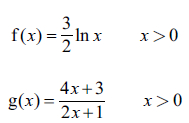 f(x) = 3/2 ln x    x > 0
g(x) = (4x + 3)/(2x + 1)    x > 0